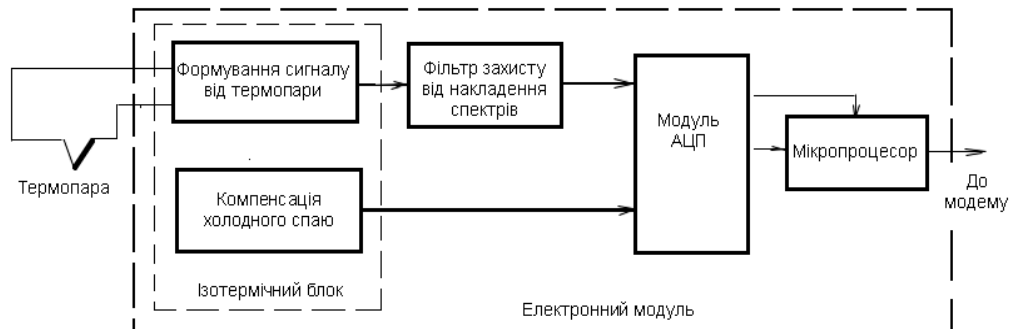 Формування сигналу
від термопари
Фільтр захисту
від накладення
спектрів
Модуль
АЦП
Мікропроцесор
Термопара
До
модему
Компенсація
холодного спаю
Ізотермічний блок
Електронний модуль